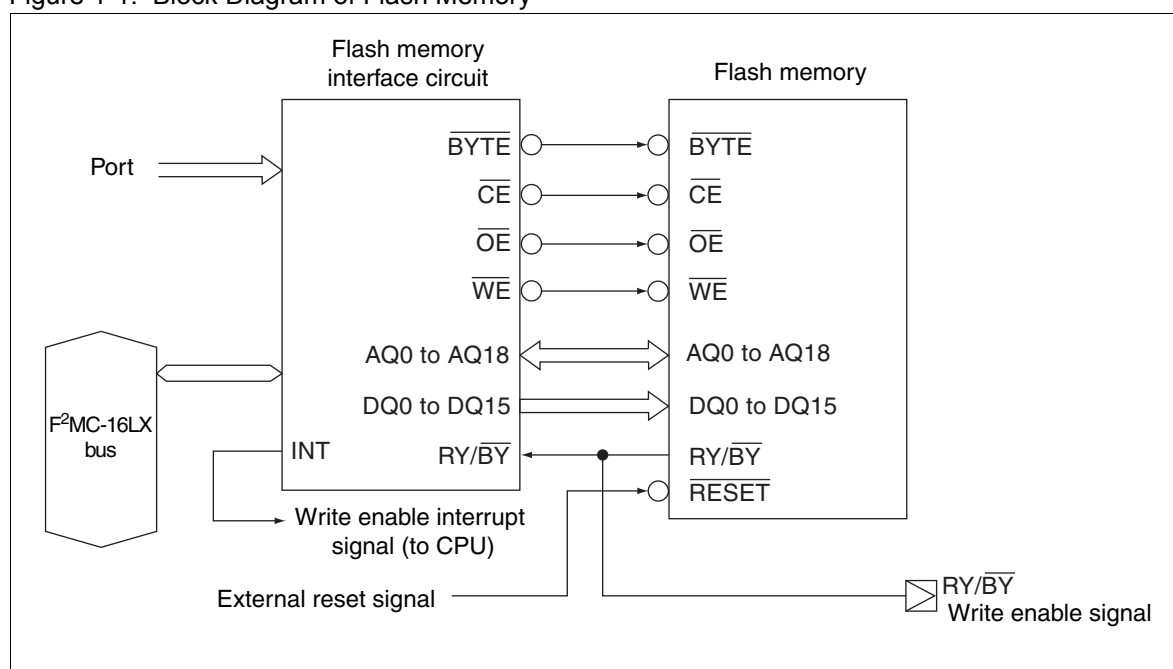 Figure 1-1. Block Diagram of Flash Memory
Flash memory
interface circuit
Flash memory
Port
BYTE
BYTE
CE
CE
OE
OE
WE
WE
AQ0 to AQ18
AQ0 to AQ18
DQ0 to DQ15
DQ0 to DQ15
F²MC-16LX
bus
INT
RY/BY
RY/BY
RESET
Write enable interrupt
signal (to CPU)
External reset signal
RY/BY
Write enable signal